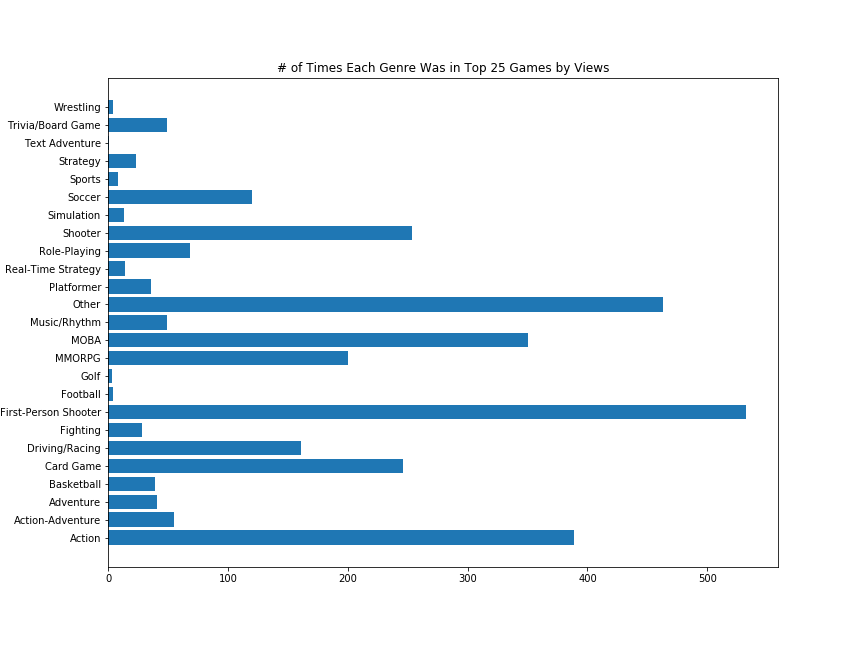 # of Times Each Genre Was in Top 25 Games by Views
Wrestling
Trivia/Board Game
Text Adventure
Strategy
Sports
Soccer
Simulation
Shooter
Role-Playing
Real-Time Strategy
Platformer
Other
Music/Rhythm
MOBA
MMORPG
Golf
Football
First-Person Shooter
Fighting
Driving/Racing
Card Game
Basketball
Adventure
Action-Adventure
Action
0 100 200 300 400 500